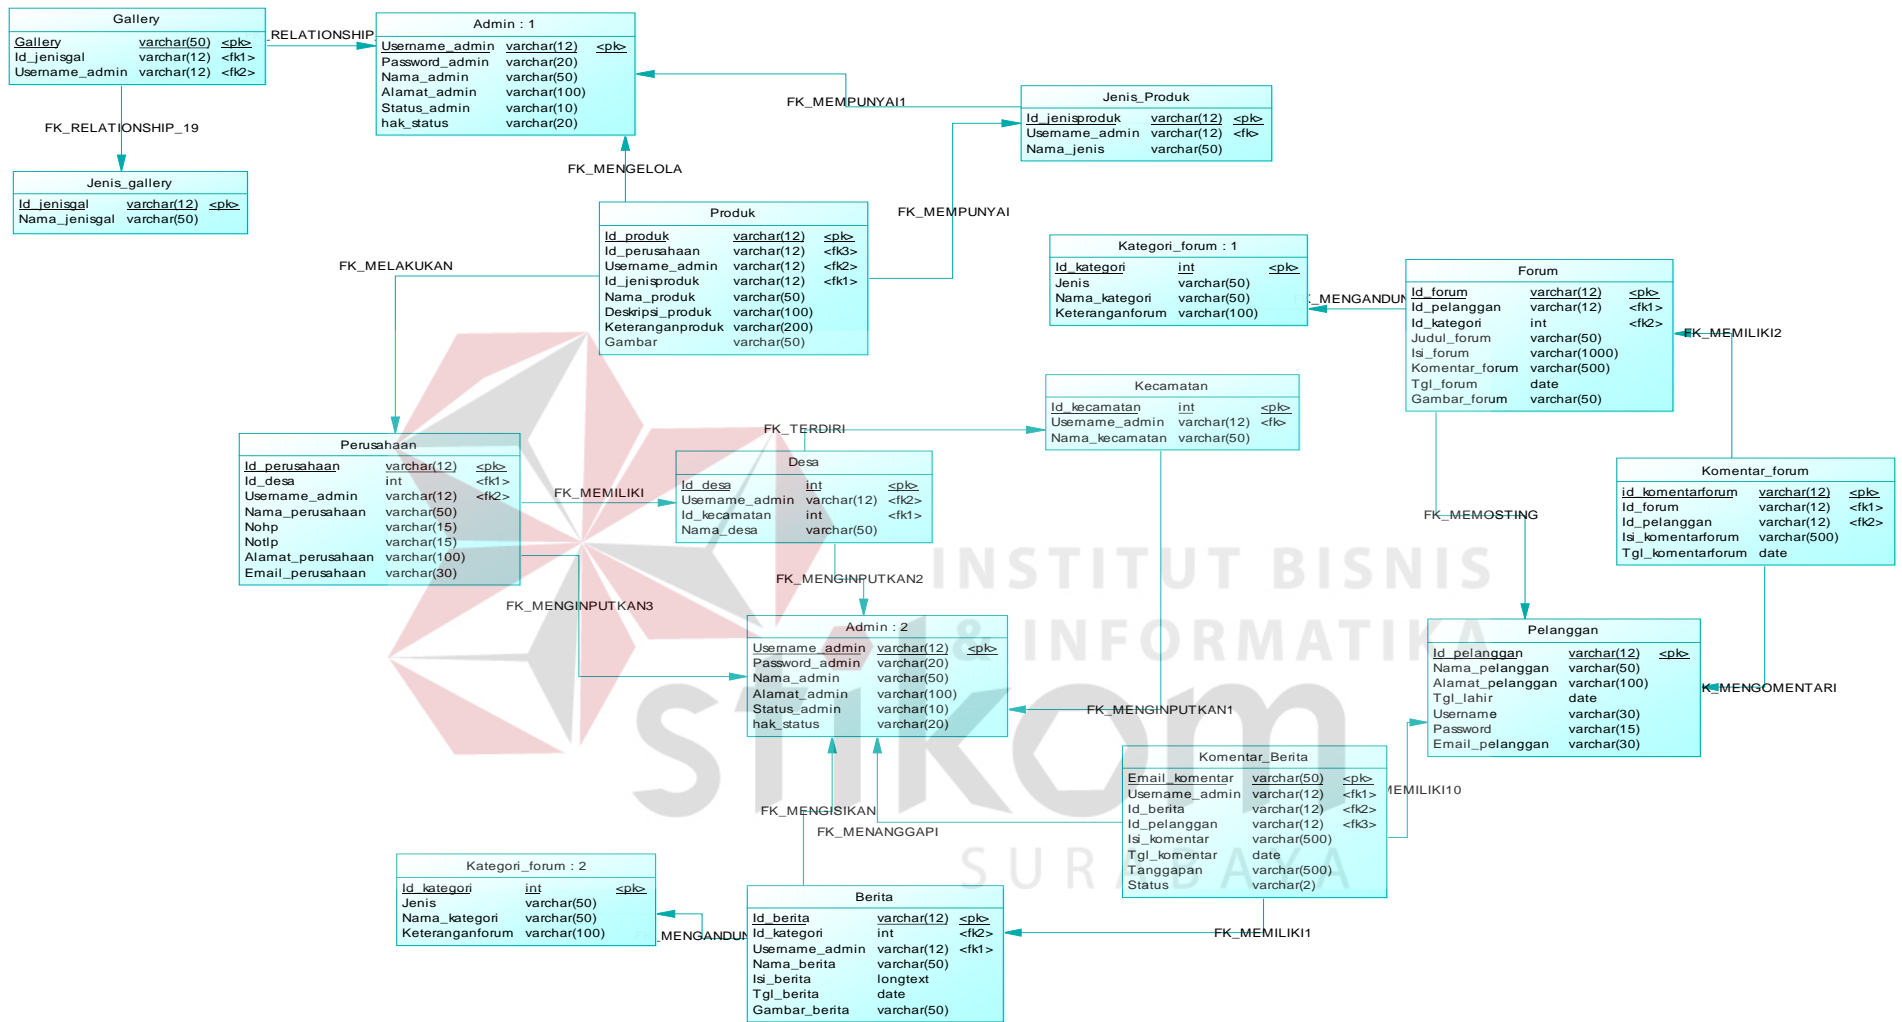 Gallery
Gallery varchar(50) <pk>
Id_jenisgal varchar(12) <fk1>
Username_admin varchar(12) <fk2>
_RELATIONSHIP_
Admin : 1
Username_admin varchar(12) <pk>
Password_admin varchar(20)
Nama_admin varchar(50)
Alamat_admin varchar(100)
Status_admin varchar(10)
hak_status varchar(20)
FK_MEMPUNYAI1
Jenis_Produk
Id_jenisproduk varchar(12) <pk>
Username_admin varchar(12) <fk>
Nama_jenis varchar(50)
FK_RELATIONSHIP_19
Jenis_gallery
Id_jenisgal varchar(12) <pk>
Nama_jenisgal varchar(50)
FK_MENGELOLA
Produk
Id_produk varchar(12) <pk>
Id_perusahaan varchar(12) <fk3>
Username_admin varchar(12) <fk2>
Id_jenisproduk varchar(12) <fk1>
Nama_produk varchar(50)
Deskripsi_produk varchar(100)
Keteranganproduk varchar(200)
Gambar varchar(50)
FK_MEMPUNYAI
FK_MELAKUKAN
Kategori_forum : 1
Id_kategori int <pk>
Jenis varchar(50)
Nama_kategori varchar(50)
Keteranganforum varchar(100)
_MENGANDUN
Forum
Id_forum varchar(12) <pk>
Id_pelanggan varchar(12) <fk1>
Id_kategori int <fk2>
Judul_forum varchar(50)
Isi_forum varchar(1000)
Komentar_forum varchar(500)
Tgl_forum date
Gambar_forum varchar(50)
FK_MEMILIKI2
Kecamatan
Id_kecamatan int <pk>
Username_admin varchar(12) <fk>
Nama_kecamatan varchar(50)
FK_TERDIRI
Perusahaan
Id_perusahaan varchar(12) <pk>
Id_desa int <fk1>
Username_admin varchar(12) <fk2>
Nama_perusahaan varchar(50)
Nohp varchar(15)
Notlp varchar(15)
Alamat_perusahaan varchar(100)
Email_perusahaan varchar(30)
FK_MEMILIKI
Desa
Id_desa int <pk>
Username_admin varchar(12) <fk2>
Id_kecamatan int <fk1>
Nama_desa varchar(50)
Komentar_forum
id_komentarforum varchar(12) <pk>
Id_forum varchar(12) <fk1>
Id_pelanggan varchar(12) <fk2>
Isi_komentarforum varchar(500)
Tgl_komentarforum date
FK_MEMOSTING
FK_MENGINPUTKAN2
FK_MENGINPUTKAN3
INSTITUT BISNIS
& INFORMATIKA
stikom
SURABAYA
Admin : 2
Username_admin varchar(12) <pk>
Password_admin varchar(20)
Nama_admin varchar(50)
Alamat_admin varchar(100)
Status_admin varchar(10)
hak_status varchar(20)
FK_MENGINPUTKAN1
Pelanggan
Id_pelanggan varchar(12) <pk>
Nama_pelanggan varchar(50)
Alamat_pelanggan varchar(100)
Tgl_lahir date
Username varchar(30)
Password varchar(15)
Email_pelanggan varchar(30)
K_MENGOMENTARI
Komentar_Berita
Email_komentar varchar(50) <pk>
Username_admin varchar(12) <fk1>
Id_berita varchar(12) <fk2>
Id_pelanggan varchar(12) <fk3>
Isi_komentar varchar(500)
Tgl_komentar date
Tanggapan varchar(500)
Status varchar(2)
MEMILIKI10
FK_MENGISIKAN
FK_MENANGGAPI
Kategori_forum : 2
Id_kategori int <pk>
Jenis varchar(50)
Nama_kategori varchar(50)
Keteranganforum varchar(100)
_MENGANDUN
Berita
Id_berita varchar(12) <pk>
Id_kategori int <fk2>
Username_admin varchar(12) <fk1>
Nama_berita varchar(50)
Isi_berita longtext
Tgl_berita date
Gambar_berita varchar(50)
FK_MEMILIKI1